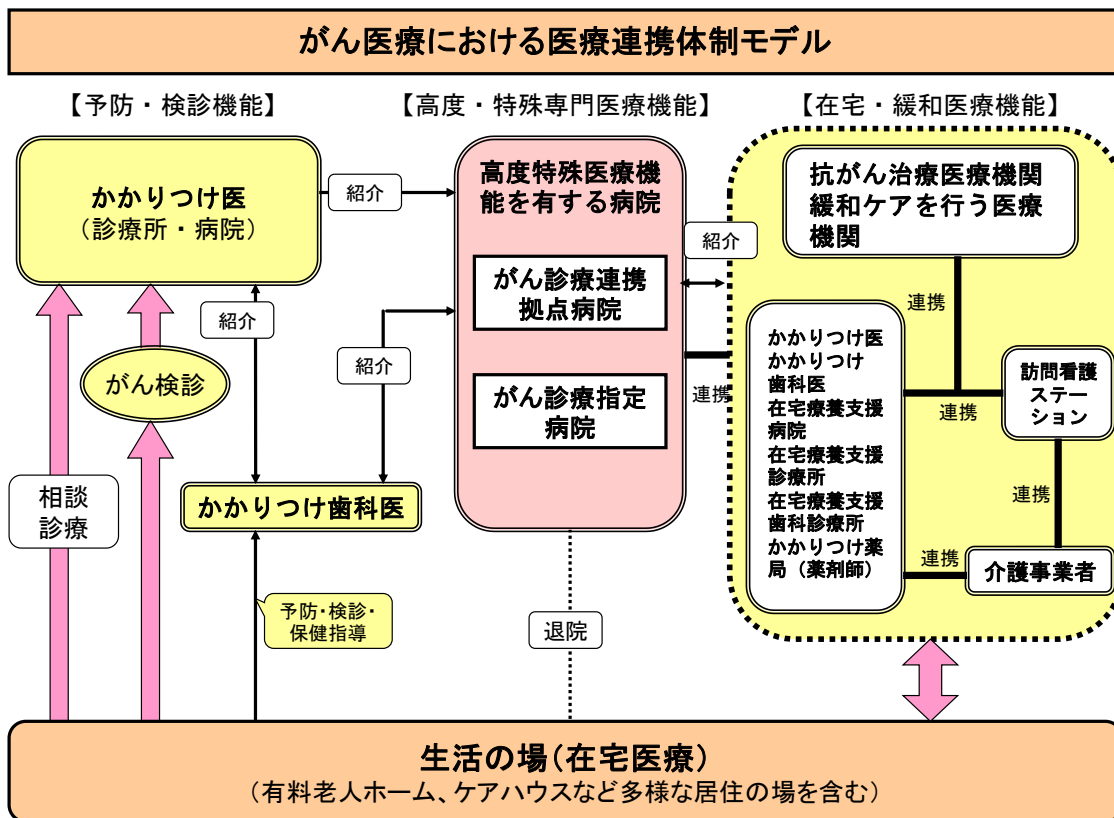 がん医療における医療連携体制モデル
【予防・検診機能】
【高度・特殊専門医療機能】
【在宅・緩和医療機能】
かかりつけ医
（診療所・病院）
紹介
高度特殊医療機
能を有する病院
がん診療連携
拠点病院
がん診療指定
病院
紹介
連携
抗がん治療医療機関
緩和ケアを行う医療
機関
連携
かかりつけ医
かかりつけ
歯科医
在宅療養支援
病院
在宅療養支援
診療所
在宅療養支援
歯科診療所
かかりつけ薬
局（薬剤師）
連携
訪問看護
ステー
ション
連携
連携
介護事業者
紹介
紹介
がん検診
かかりつけ歯科医
相談
診療
予防・検診・
保健指導
退院
生活の場（在宅医療）
（有料老人ホーム、ケアハウスなど多様な居住の場を含む）